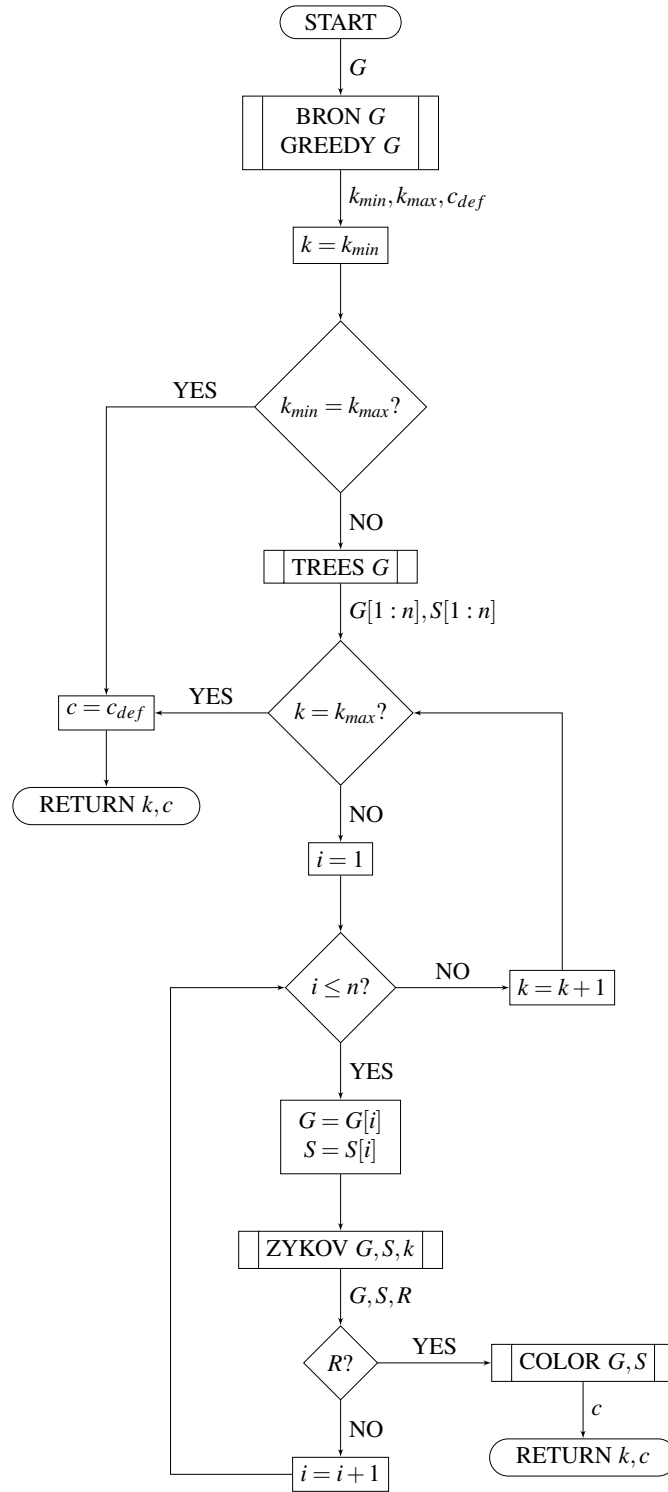 START
G
BRON G
GREEDY G
k_min, k_max, c_def
k = k_min
YES
k_min = k_max?
NO
TREES G
G[1 : n], S[1 : n]
c = c_def
YES
k = k_max?
RETURN k, c
NO
i = 1
i ≤ n?
NO
k = k + 1
YES
G = G[i]
S = S[i]
ZYKOV G, S, k
G, S, R
R?
YES
COLOR G, S
NO
c
i = i + 1
RETURN k, c